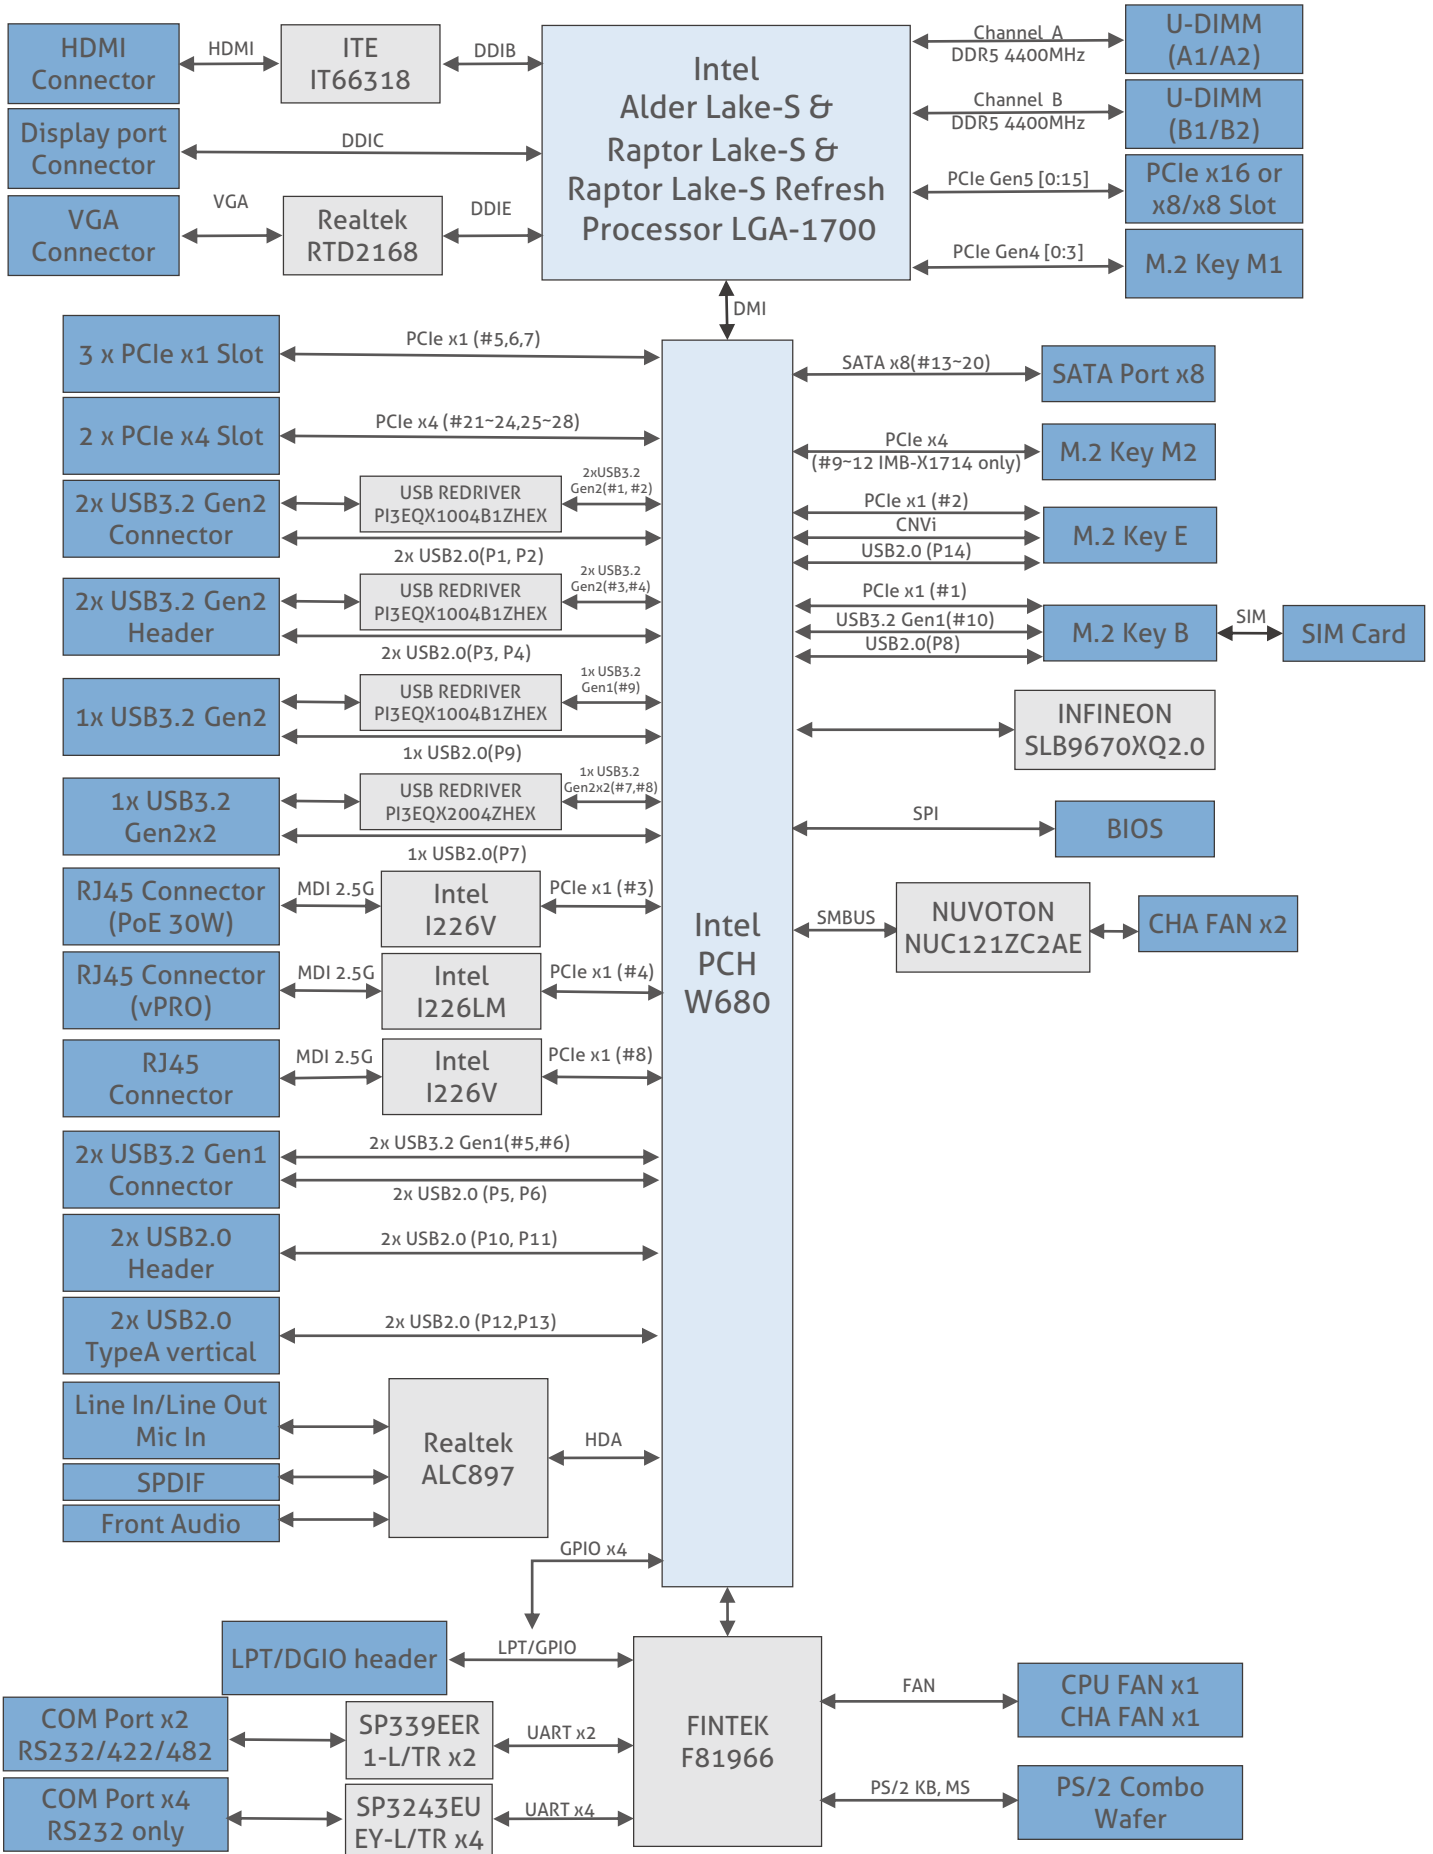 HDMI
Connector
HDMI
ITE
IT66318
DDIB
Display port
Connector
DDIC
VGA
Connector
VGA
Realtek
RTD2168
DDIE
Intel
Alder Lake-S &
Raptor Lake-S &
Raptor Lake-S Refresh
Processor LGA-1700
Channel A
DDR5 4400MHz
U-DIMM
(A1/A2)
Channel B
DDR5 4400MHz
U-DIMM
(B1/B2)
PCIe Gen5 [0:15]
PCIe x16 or
x8/x8 Slot
PCIe Gen4 [0:3]
M.2 Key M1
DMI
3 x PCIe x1 Slot
PCIe x1 (#5,6,7)
2 x PCIe x4 Slot
PCIe x4 (#21~24,25~28)
2x USB3.2 Gen2
Connector
USB REDRIVER
PI3EQX1004B1ZHEX
2xUSB3.2
Gen2(#1, #2)
2x USB2.0(P1, P2)
2x USB3.2 Gen2
Header
USB REDRIVER
PI3EQX1004B1ZHEX
2x USB3.2
Gen2(#3,#4)
2x USB2.0(P3, P4)
1x USB3.2 Gen2
USB REDRIVER
PI3EQX1004B1ZHEX
1x USB3.2
Gen1(#9)
1x USB2.0(P9)
1x USB3.2
Gen2x2
USB REDRIVER
PI3EQX2004ZHEX
1x USB3.2
Gen2x2(#7,#8)
1x USB2.0(P7)
RJ45 Connector
(PoE 30W)
MDI 2.5G
Intel
I226V
PCIe x1 (#3)
RJ45 Connector
(vPRO)
MDI 2.5G
Intel
I226LM
PCIe x1 (#4)
RJ45
Connector
MDI 2.5G
Intel
I226V
PCIe x1 (#8)
2x USB3.2 Gen1
Connector
2x USB3.2 Gen1(#5,#6)
2x USB2.0 (P5, P6)
2x USB2.0
Header
2x USB2.0 (P10, P11)
2x USB2.0
TypeA vertical
2x USB2.0 (P12,P13)
Line In/Line Out
Mic In
SPDIF
Front Audio
Realtek
ALC897
HDA
GPIO x4
Intel
PCH
W680
SATA x8(#13~20)
SATA Port x8
PCIe x4
(#9~12 IMB-X1714 only)
M.2 Key M2
PCIe x1 (#2)
CNVi
USB2.0 (P14)
M.2 Key E
PCIe x1 (#1)
USB3.2 Gen1(#10)
USB2.0(P8)
M.2 Key B
SIM
SIM Card
INFINEON
SLB9670XQ2.0
SPI
BIOS
SMBUS
NUVOTON
NUC121ZC2AE
CHA FAN x2
LPT/DGIO header
LPT/GPIO
COM Port x2
RS232/422/482
SP339EER
1-L/TR x2
UART x2
COM Port x4
RS232 only
SP3243EU
EY-L/TR x4
UART x4
FINTEK
F81966
FAN
CPU FAN x1
CHA FAN x1
PS/2 KB, MS
PS/2 Combo
Wafer